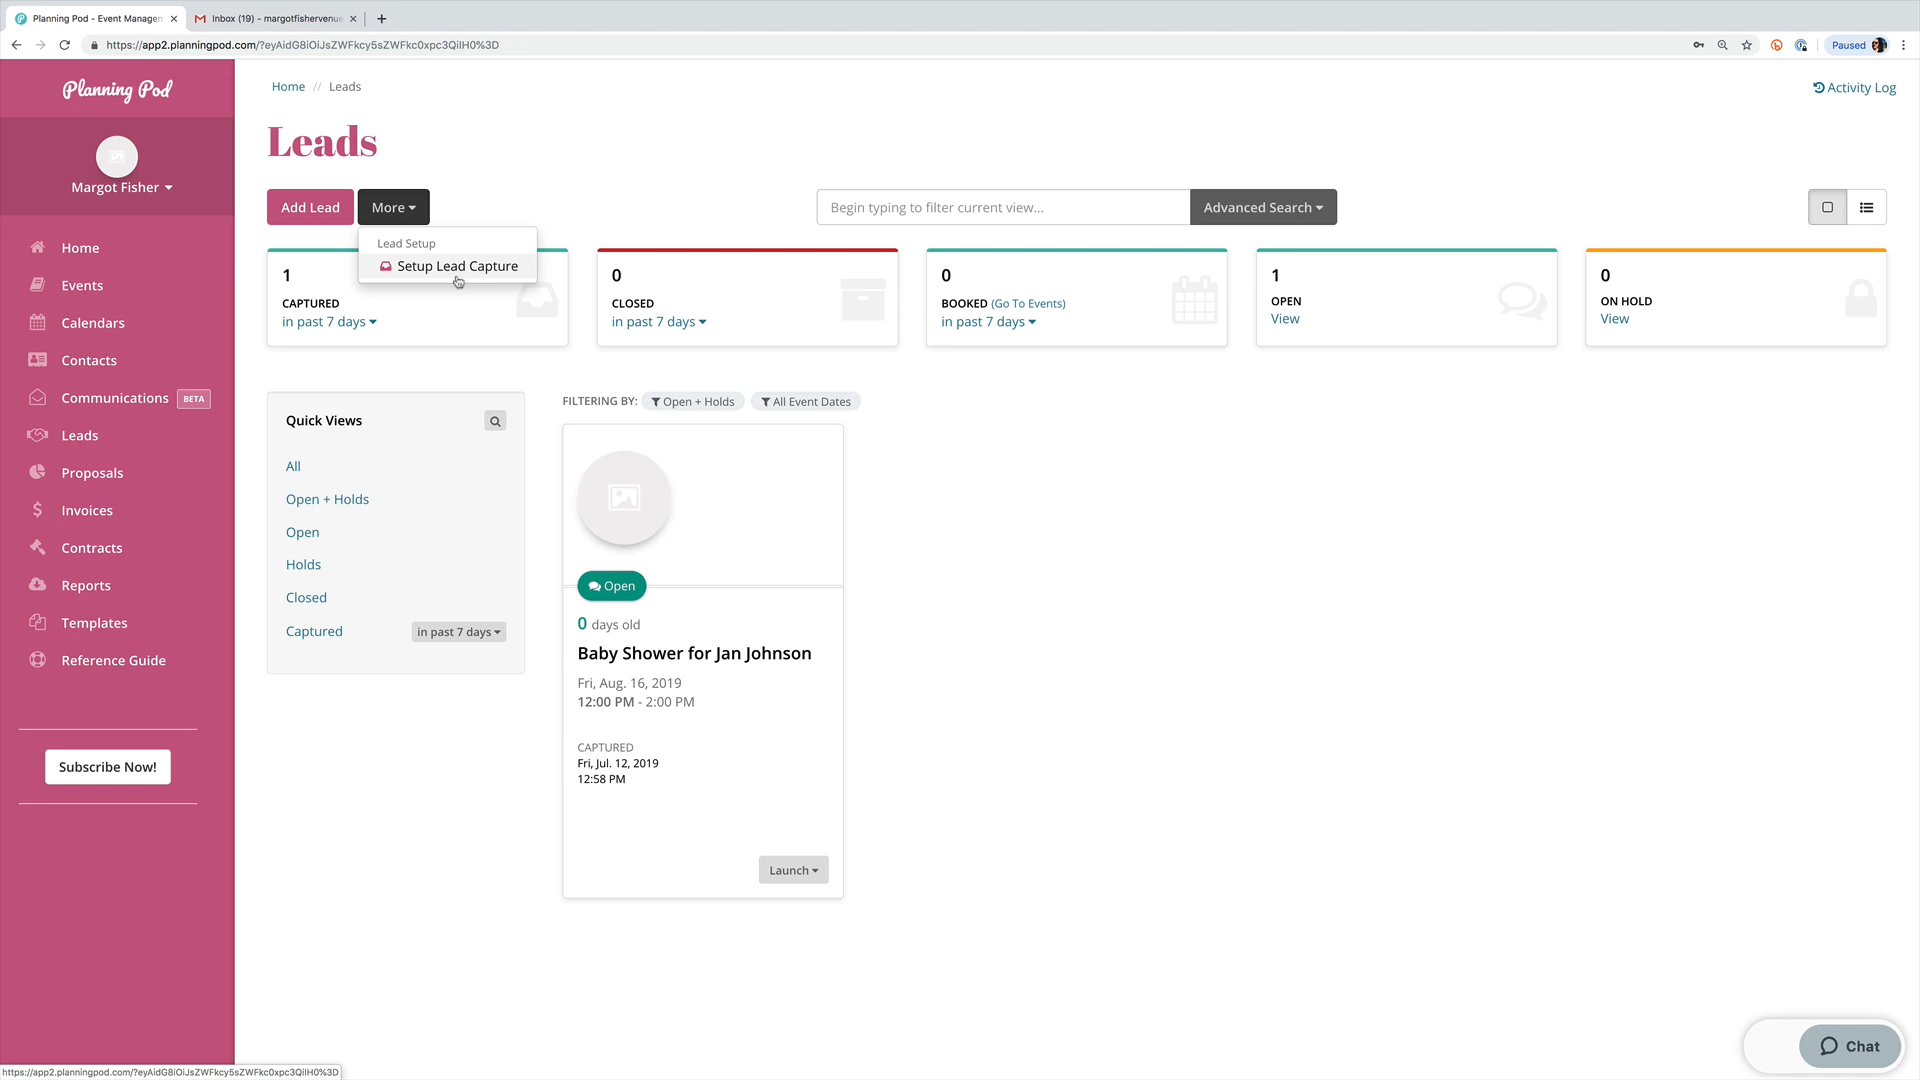 Planning Pod - Event Managem
Inbox (19) - margotfishervenue
https://app2.planningpod.com/?eyAidG8iOiJsZWFkcy5sZWFkc0xpc3QiIH0%3D
Paused
Planning Pod
Margot Fisher
Home
Events
Calendars
Contacts
Communications BETA
Leads
Proposals
Invoices
Contracts
Reports
Templates
Reference Guide
Subscribe Now!
Home // Leads
Activity Log
Leads
Add Lead
More
Lead Setup
Setup Lead Capture
Begin typing to filter current view...
Advanced Search
1
CAPTURED
in past 7 days
0
CLOSED
in past 7 days
0
BOOKED (Go To Events)
in past 7 days
1
OPEN
View
0
ON HOLD
View
Quick Views
All
Open + Holds
Open
Holds
Closed
Captured
in past 7 days
FILTERING BY: Open + Holds All Event Dates
Open
0 days old
Baby Shower for Jan Johnson
Fri, Aug. 16, 2019
12:00 PM - 2:00 PM
CAPTURED
Fri, Jul. 12, 2019
12:58 PM
Launch
Chat
https://app2.planningpod.com/?eyAidG8iOiJsZWFkcy5sZWFkc0xpc3QiIH0%3D